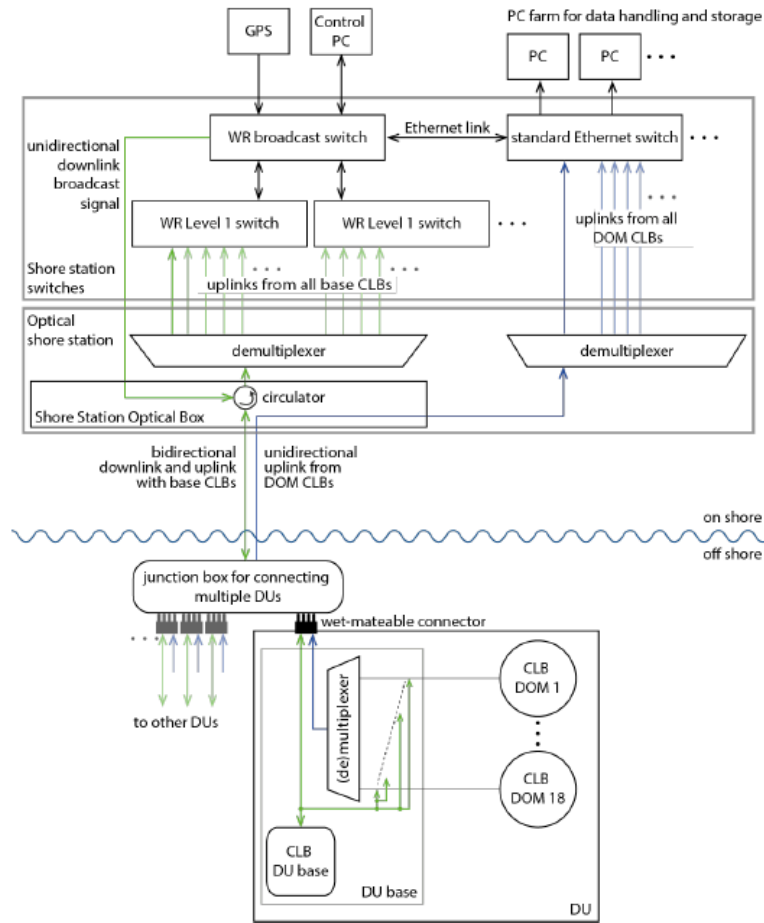 PC farm for data handling and storage
GPS
Control
PC
PC
PC
WR broadcast switch
Ethernet link
standard Ethernet switch
unidirectional
downlink
broadcast
signal
WR Level 1 switch
WR Level 1 switch
uplinks from all
DOM CLBs
Shore station
switches
uplinks from all base CLBs
Optical
shore station
demultiplexer
demultiplexer
circulator
Shore Station Optical Box
bidirectional
downlink and uplink
with base CLBs
unidirectional
uplink from
DOM CLBs
on shore
off shore
junction box for connecting
multiple DUs
wet-mateable connector
to other DUs
(de)multiplexer
CLB
DOM 1
CLB
DOM 18
CLB
DU base
DU base
DU